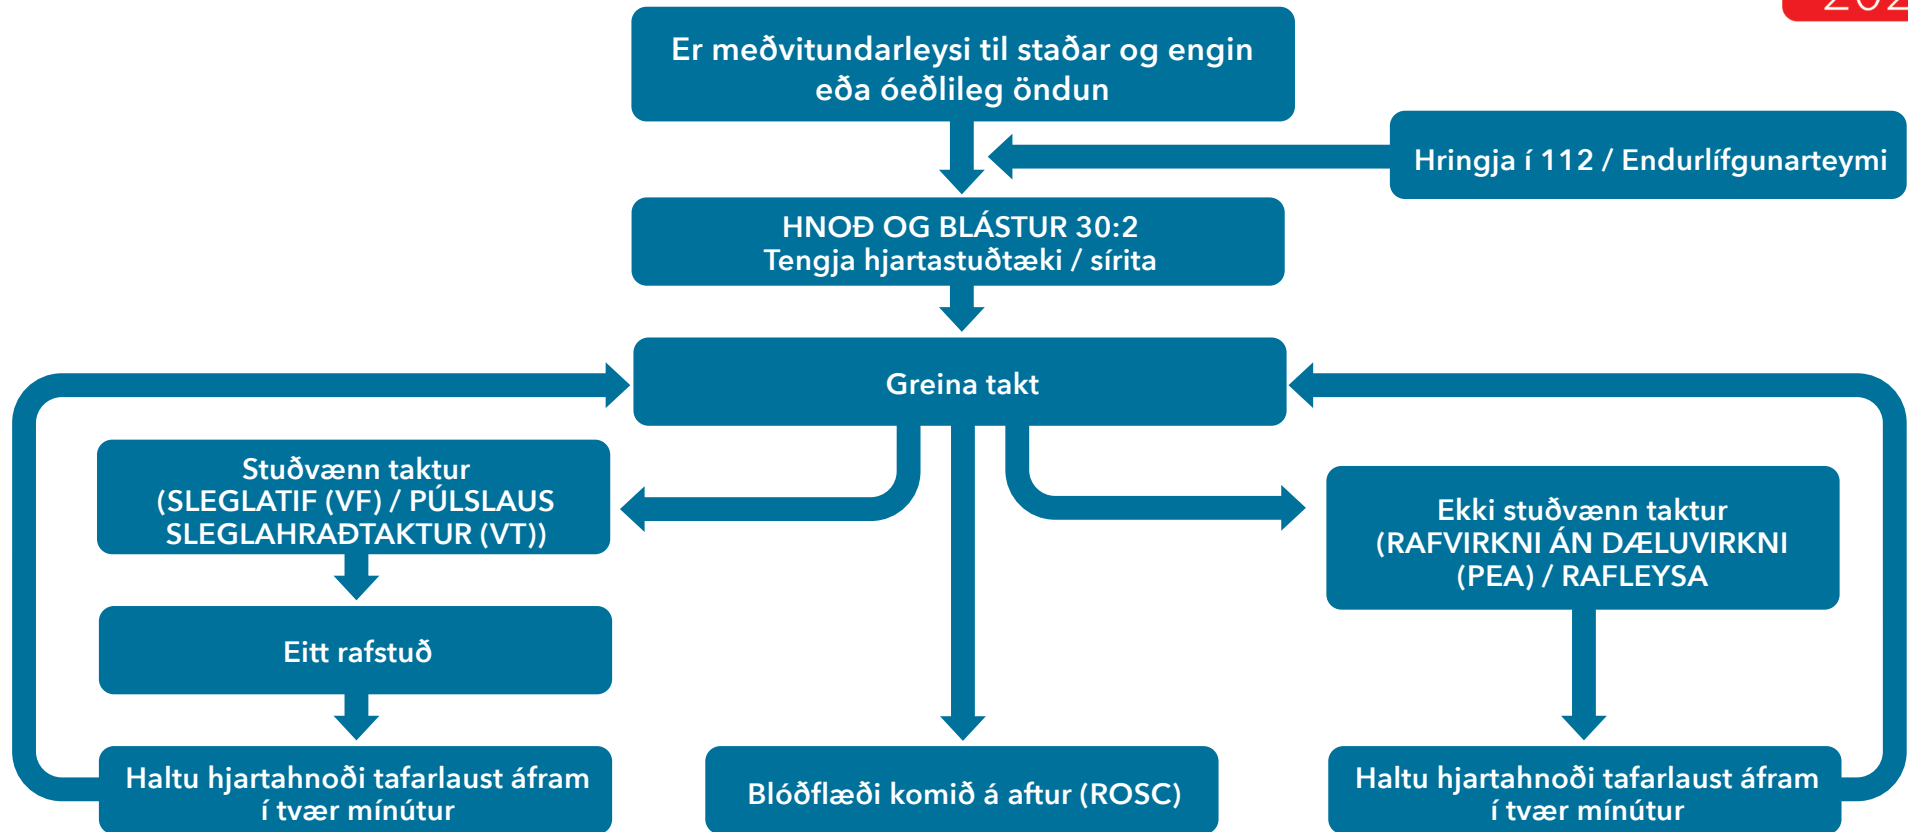 202
Er meðvitundarleysi til staðar og engin
eða óeðlileg öndun
Hringja í 112 / Endurlífgunarteymi
HNOÐ OG BLÁSTUR 30:2
Tengja hjartastuðtæki / sírita
Greina takt
Stuðvænn taktur
(SLEGLATIF (VF) / PÚLSLAUS
SLEGLAHRAÐTAKTUR (VT))
Ekki stuðvænn taktur
(RAFVIRKNI ÁN DÆLUVIRKNI
(PEA) / RAFLEYSA
Eitt rafstuð
Haltu hjartahnoði tafarlaust áfram
í tvær mínútur
Blóðflæði komið á aftur (ROSC)
Haltu hjartahnoði tafarlaust áfram
í tvær mínútur